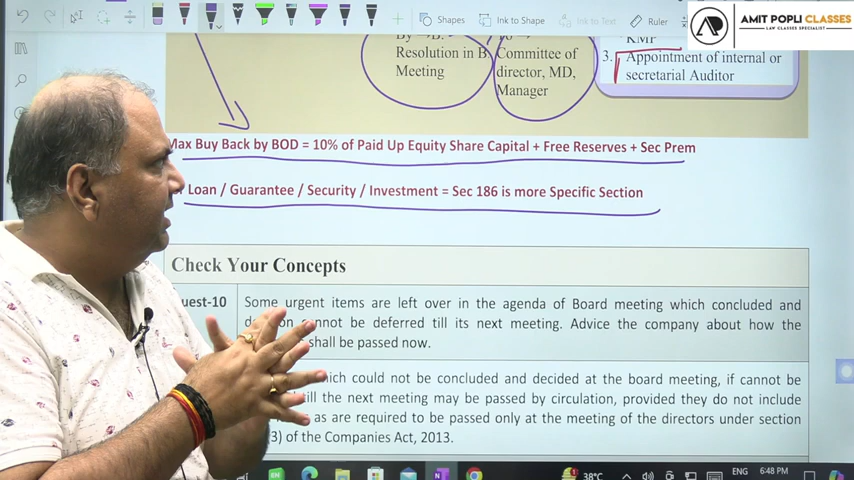 Shapes
Ink to Shape
Ink to Text
Ruler
AMIT POPLI CLASSES
LAW CLASSES SPECIALIST
Resolution in B.
Meeting
Committee of
director, MD,
Manager
KMP
3. Appointment of internal or
secretarial Auditor
Max Buy Back by BOD = 10% of Paid Up Equity Share Capital + Free Reserves + Sec Prem
Loan / Guarantee / Security / Investment = Sec 186 is more Specific Section
Check Your Concepts
uest-10
Some urgent items are left over in the agenda of Board meeting which concluded and
cannot be deferred till its next meeting. Advice the company about how the
shall be passed now.
which could not be concluded and decided at the board meeting, if cannot be
till the next meeting may be passed by circulation, provided they do not include
as are required to be passed only at the meeting of the directors under section
(3) of the Companies Act, 2013.
38°C
ENG
6:48 PM